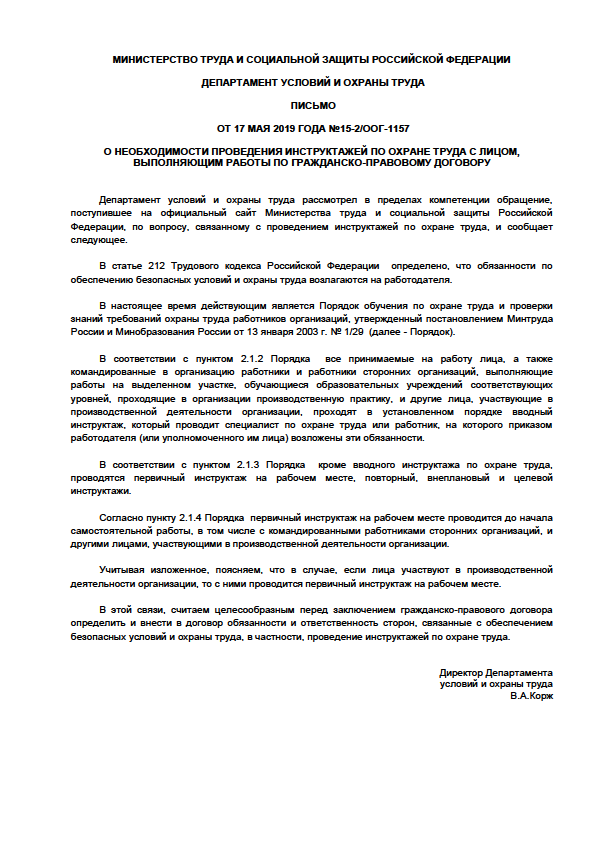 МИНИСТЕРСТВО ТРУДА И СОЦИАЛЬНОЙ ЗАЩИТЫ РОССИЙСКОЙ ФЕДЕРАЦИИ
ДЕПАРТАМЕНТ УСЛОВИЙ И ОХРАНЫ ТРУДА
ПИСЬМО
ОТ 17 МАЯ 2019 ГОДА №15-2/ООГ-1157
О НЕОБХОДИМОСТИ ПРОВЕДЕНИЯ ИНСТРУКТАЖЕЙ ПО ОХРАНЕ ТРУДА С ЛИЦОМ,
ВЫПОЛНЯЮЩИМ РАБОТЫ ПО ГРАЖДАНСКО-ПРАВОВОМУ ДОГОВОРУ
Департамент условий и охраны труда рассмотрел в пределах компетенции обращение,
поступившее на официальный сайт Министерства труда и социальной защиты Российской
Федерации, по вопросу, связанному с проведением инструктажей по охране труда, и сообщает
следующее.
В статье 212 Трудового кодекса Российской Федерации определено, что обязанности по
обеспечению безопасных условий и охраны труда возлагаются на работодателя.
В настоящее время действующим является Порядок обучения по охране труда и проверки
знаний требований охраны труда работников организаций, утвержденный постановлением Минтруда
России и Минобразования России от 13 января 2003 г. № 1/29 (далее - Порядок).
В соответствии с пунктом 2.1.2 Порядка все принимаемые на работу лица, а также
командированные в организацию работники и работники сторонних организаций, выполняющие
работы на выделенном участке, обучающиеся образовательных учреждений соответствующих
уровней, проходящие в организации производственную практику, и другие лица, участвующие в
производственной деятельности организации, проходят в установленном порядке вводный
инструктаж, который проводит специалист по охране труда или работник, на которого приказом
работодателя (или уполномоченного им лица) возложены эти обязанности.
В соответствии с пунктом 2.1.3 Порядка кроме вводного инструктажа по охране труда,
проводятся первичный инструктаж на рабочем месте, повторный, внеплановый и целевой
инструктажи.
Согласно пункту 2.1.4 Порядка первичный инструктаж на рабочем месте проводится до начала
самостоятельной работы, в том числе с командированными работниками сторонних организаций, и
другими лицами, участвующими в производственной деятельности организации.
Учитывая изложенное, поясняем, что в случае, если лица участвуют в производственной
деятельности организации, то с ними проводится первичный инструктаж на рабочем месте.
В этой связи, считаем целесообразным перед заключением гражданско-правового договора
определить и внести в договор обязанности и ответственность сторон, связанные с обеспечением
безопасных условий и охраны труда, в частности, проведение инструктажей по охране труда.
Директор Департамента
условий и охраны труда
В.А.Корж